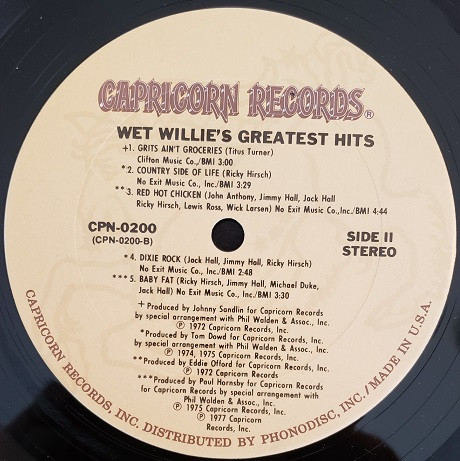 CAPRICORN RECORDS®
WET WILLIE'S GREATEST HITS
+1. GRITS AIN'T GROCERIES (Titus Turner)
Clifton Music Co./BMI 3:00
*2. COUNTRY SIDE OF LIFE (Ricky Hirsch)
No Exit Music Co., Inc./BMI 3:29
**3. RED HOT CHICKEN (John Anthony, Jimmy Hall, Jack Hall
Ricky Hirsch, Lewis Ross, Wick Larsen) No Exit Music Co., Inc./BMI 4:44
CPN-0200
(CPN-0200-B)
SIDE II
STEREO
*4. DIXIE ROCK (Jack Hall, Jimmy Hall, Ricky Hirsch)
No Exit Music Co., Inc./BMI 2:48
***5. BABY FAT (Ricky Hirsch, Jimmy Hall, Michael Duke,
Jack Hall) No Exit Music Co., Inc./BMI 3:30
+Produced by Johnny Sandlin for Capricorn Records
by special arrangement with Phil Walden & Assoc., Inc.
Ⓟ 1972 Capricorn Records, Inc.
*Produced by Tom Dowd for Capricorn Records, Inc.
by special arrangement with Phil Walden & Assoc., Inc.
Ⓟ 1974, 1975 Capricorn Records, Inc.
**Produced by Eddie Offord for Capricorn Records, Inc.
Ⓟ 1972 Capricorn Records
***Produced by Paul Hornsby for Capricorn Records, Inc.
for Capricorn Records by special arrangement with
Phil Walden & Assoc., Inc.
Ⓟ 1975 Capricorn Records, Inc.
Ⓟ 1977 Capricorn
Records, Inc.
CAPRICORN RECORDS, INC. DISTRIBUTED BY PHONODISC, INC./MADE IN U.S.A.